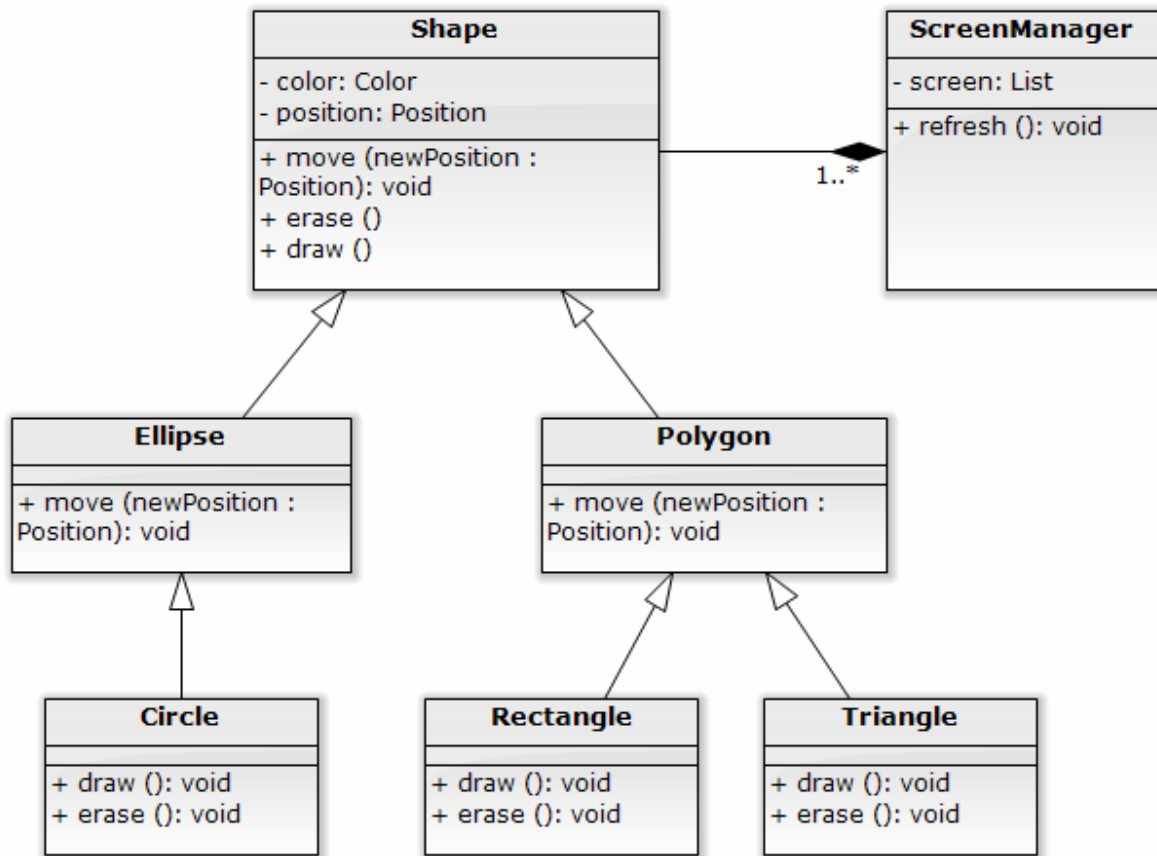 Shape
- color: Color
- position: Position
+ move (newPosition :
Position): void
+ erase ()
+ draw ()
ScreenManager
- screen: List
+ refresh (): void
1..*
Ellipse
+ move (newPosition :
Position): void
Polygon
+ move (newPosition :
Position): void
Circle
+ draw (): void
+ erase (): void
Rectangle
+ draw (): void
+ erase (): void
Triangle
+ draw (): void
+ erase (): void